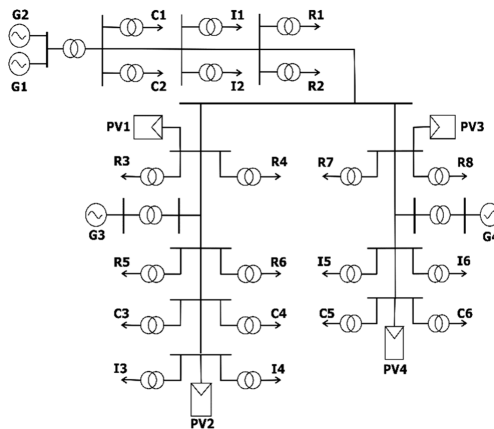 G2 C1 I1 R1
G1 C2 I2 R2
PV1 PV3
R3 R4 R7 R8
G3 G4
R5 R6 I5 I6
C3 C4 C5 C6
I3 I4 PV4
PV2